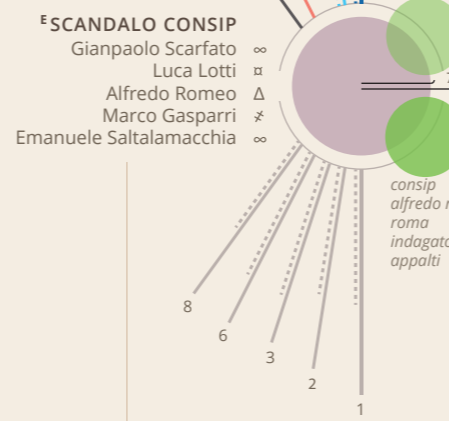 ᴱSCANDALO CONSIP
Gianpaolo Scarfato ∞
Luca Lotti ¤
Alfredo Romeo Δ
Marco Gasparri ≭
Emanuele Saltalamacchia ∞
consip
alfredo
roma
appalti
8
6
3
2
1